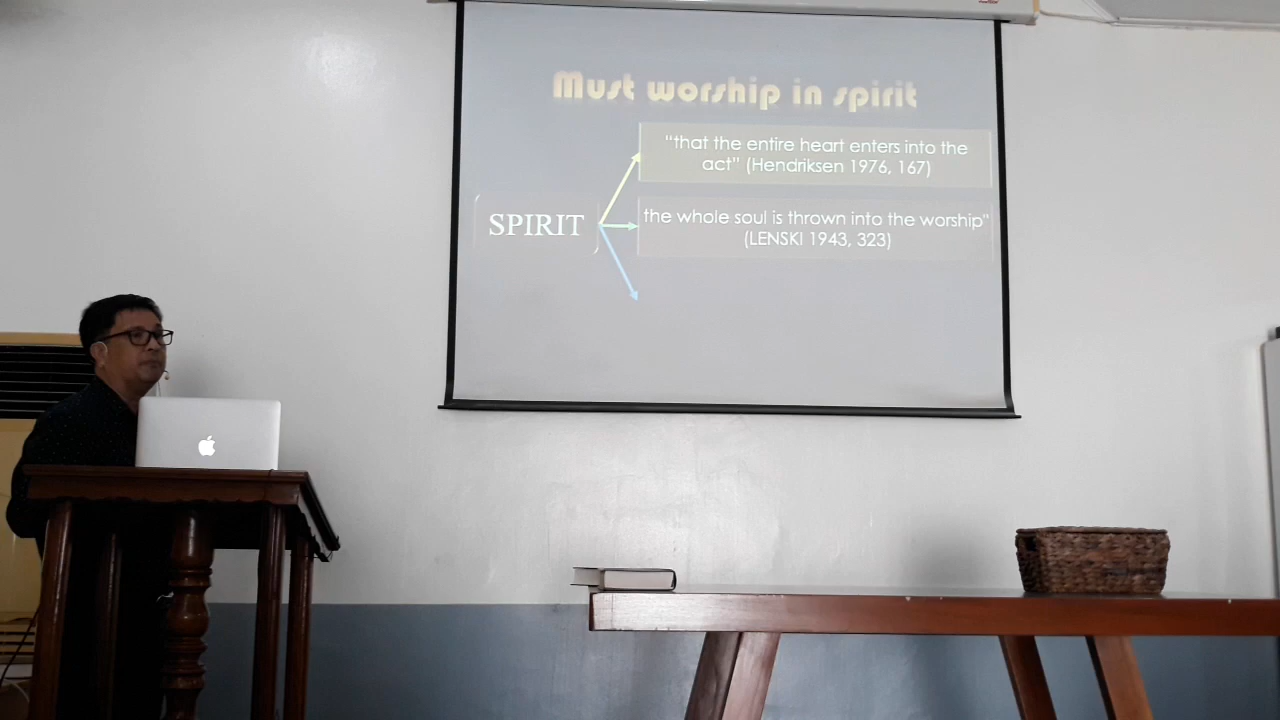 Must worship in spirit
"that the entire heart enters into the
act" (Hendriksen 1976, 167)
SPIRIT
the whole soul is thrown into the worship"
(LENSKI 1943, 323)